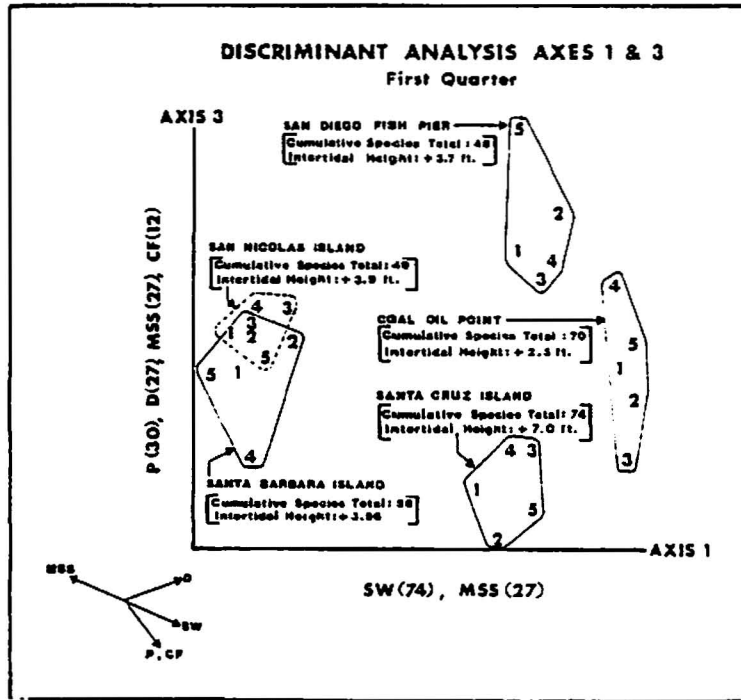 DISCRIMINANT ANALYSIS AXES 1 & 3
First Quarter
AXIS 3
SAN DIEGO FISH PIER
Cumulative Species Total: 48
Intertidal Height: +3.7 ft.
5
2
1
4
3
SAN NICOLAS ISLAND
Cumulative Species Total: 49
Intertidal Height: +3.9 ft.
4
3
3
1
2
2
5
5
1
4
COAL OIL POINT
Cumulative Species Total: 70
Intertidal Height: +2.3 ft.
4
5
1
2
3
SANTA CRUZ ISLAND
Cumulative Species Total: 74
Intertidal Height: +7.0 ft.
4 3
1
5
2
SANTA BARBARA ISLAND
Cumulative Species Total:
Intertidal Height:
P(30), D(27), MSS(27), CF(12)
AXIS 1
SW(74), MSS(27)
MSS
D
SW
P, CF